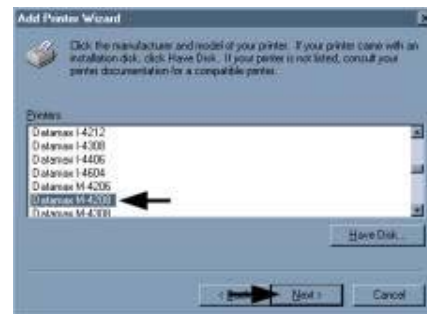 Add Printer Wizard
Click the manufacturer and model of your printer. If your printer came with an
installation disk, click Have Disk. If your printer is not listed, consult your
printer documentation for a compatible printer.
Printers:
Datamax I-4212
Datamax I-4308
Datamax I-4406
Datamax I-4604
Datamax M-4206
Datamax M-4208
Datamax M-4308
Have Disk...
Next >
Cancel